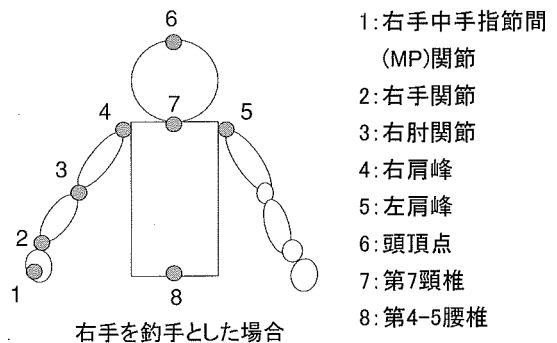 6
7
4
5
3
2
1
8
右手を釣手とした場合
1:右手中手指節間
(MP)関節
2:右手関節
3:右肘関節
4:右肩峰
5:左肩峰
6:頭頂点
7:第7頸椎
8:第4-5腰椎